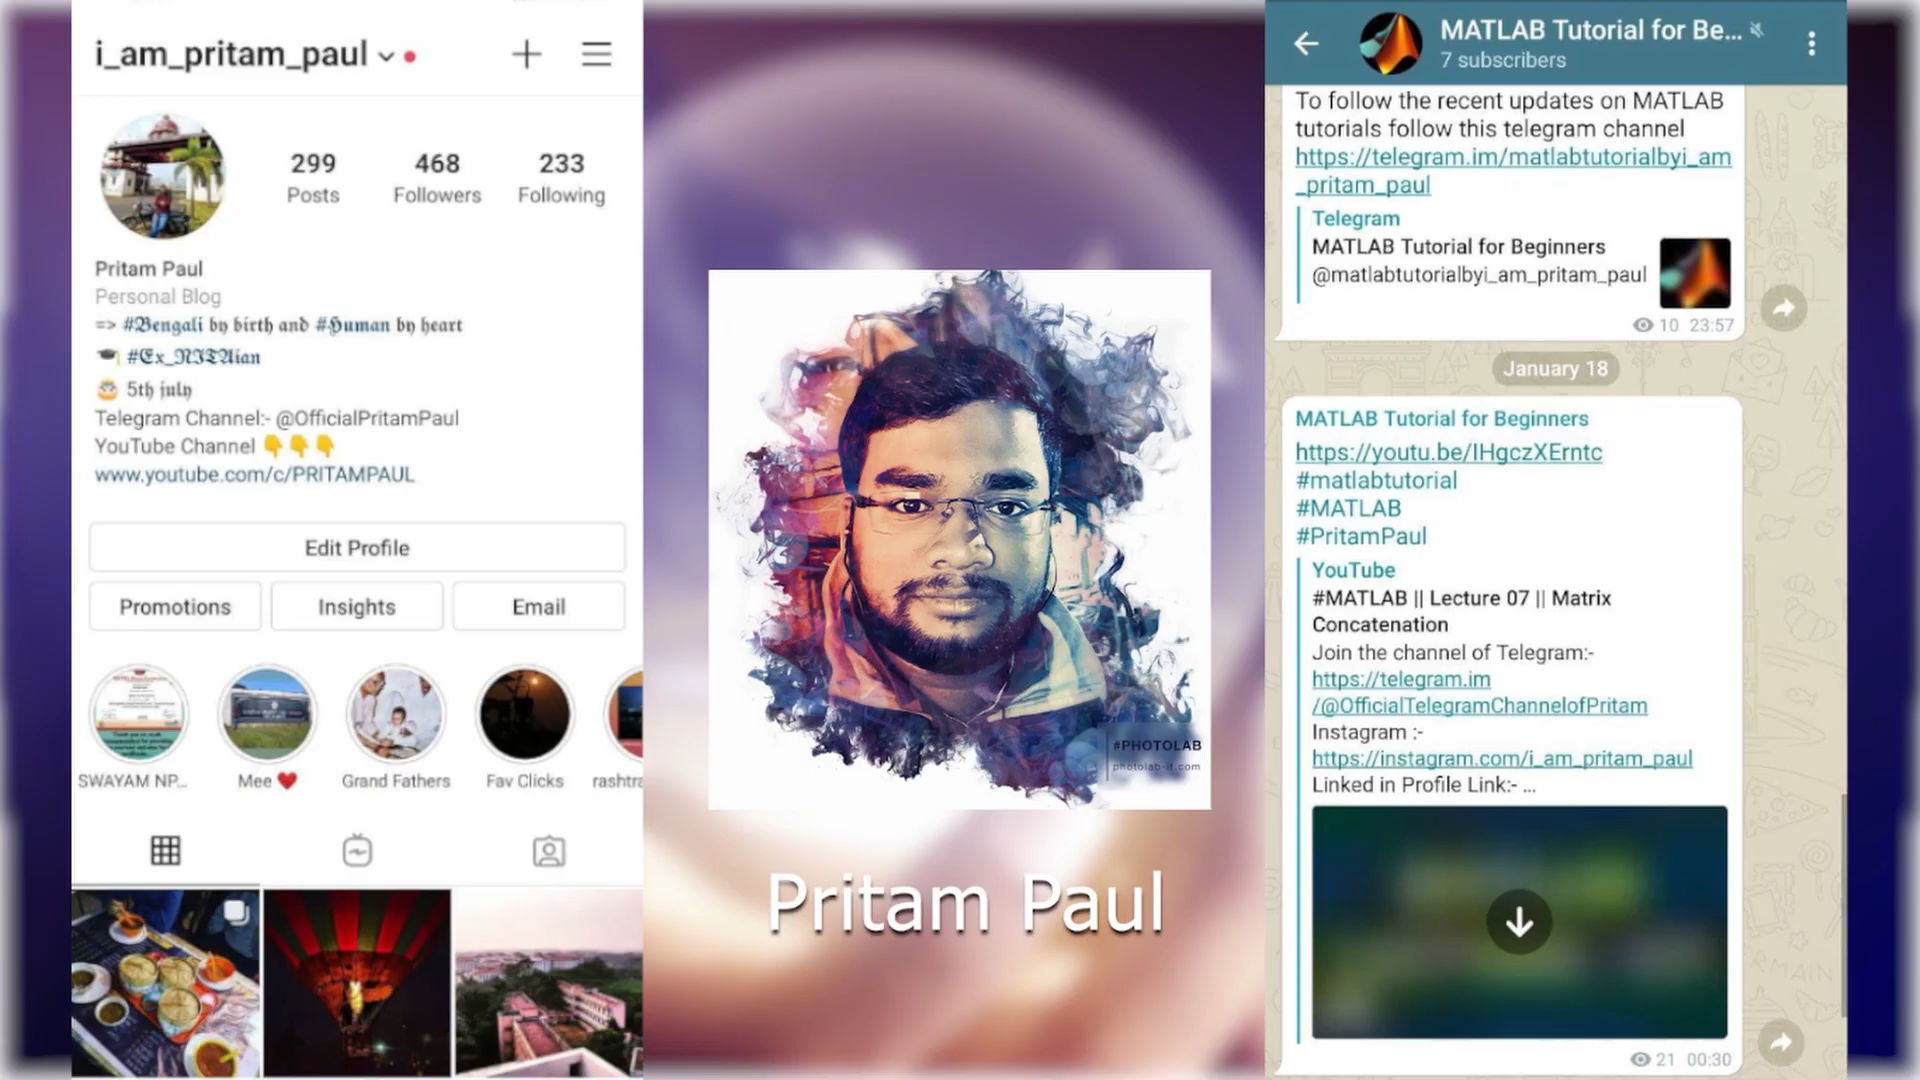 i_am_pritam_paul
299
468
233
Posts
Followers
Following
Pritam Paul
Personal Blog
=> #Bengali by birth and #Human by heart
🎓 #Ex_NITAian
🎂 5th july
Telegram Channel:- @OfficialPritamPaul
YouTube Channel 👇👇👇
www.youtube.com/c/PRITAMPAUL
Edit Profile
Promotions
Insights
Email
SWAYAM NP...
Mee ❤️
Grand Fathers
Fav Clicks
rashtra
#PHOTOLAB
photolab-it.com
Pritam Paul
MATLAB Tutorial for Be...
7 subscribers
To follow the recent updates on MATLAB
tutorials follow this telegram channel
https://telegram.im/matlabtutorialbyi_am
_pritam_paul
Telegram
MATLAB Tutorial for Beginners
@matlabtutorialbyi_am_pritam_paul
10 23:57
January 18
MATLAB Tutorial for Beginners
https://youtu.be/lHgczXErntc
#matlabtutorial
#MATLAB
#PritamPaul
YouTube
#MATLAB || Lecture 07 || Matrix
Concatenation
Join the channel of Telegram:-
https://telegram.im
/@OfficialTelegramChannelofPritam
Instagram :-
https://instagram.com/i_am_pritam_paul
Linked in Profile Link:- ...
21 00:30